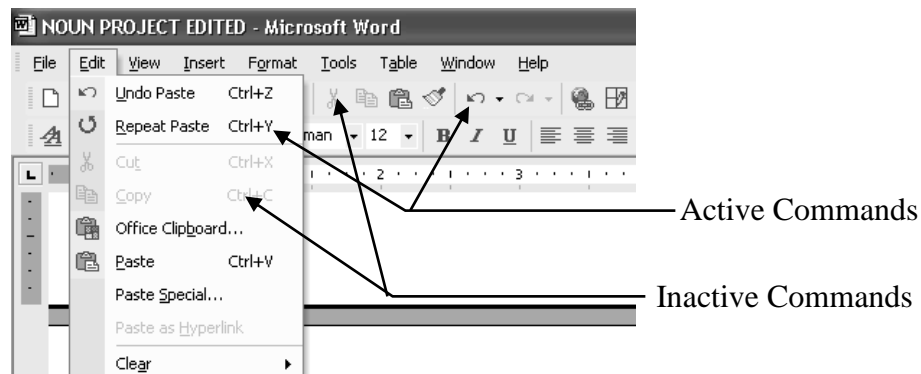 NOUN PROJECT EDITED - Microsoft Word
File Edit View Insert Format Tools Table Window Help
Undo Paste Ctrl+Z
Repeat Paste Ctrl+Y
man 12 B I U
Cut Ctrl+X
L 2 3
Copy Ctrl+C
Office Clipboard...
Paste Ctrl+V
Paste Special...
Paste as Hyperlink
Clear
Active Commands
Inactive Commands